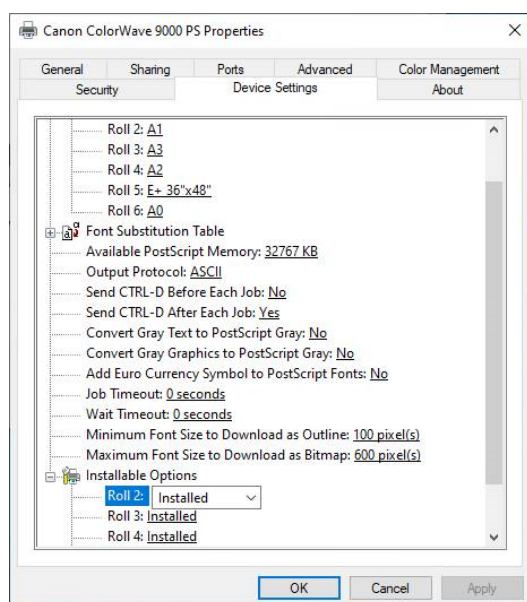 Canon ColorWave 9000 PS Properties
General Sharing Ports Advanced Color Management
Security Device Settings About
Roll 2: A1
Roll 3: A3
Roll 4: A2
Roll 5: E+ 36"x48"
Roll 6: A0
Font Substitution Table
Available PostScript Memory: 32767 KB
Output Protocol: ASCII
Send CTRL-D Before Each Job: No
Send CTRL-D After Each Job: Yes
Convert Gray Text to PostScript Gray: No
Convert Gray Graphics to PostScript Gray: No
Add Euro Currency Symbol to PostScript Fonts: No
Job Timeout: 0 seconds
Wait Timeout: 0 seconds
Minimum Font Size to Download as Outline: 100 pixel(s)
Maximum Font Size to Download as Bitmap: 600 pixel(s)
Installable Options
Roll 2: Installed
Roll 3: Installed
Roll 4: Installed
OK Cancel Apply